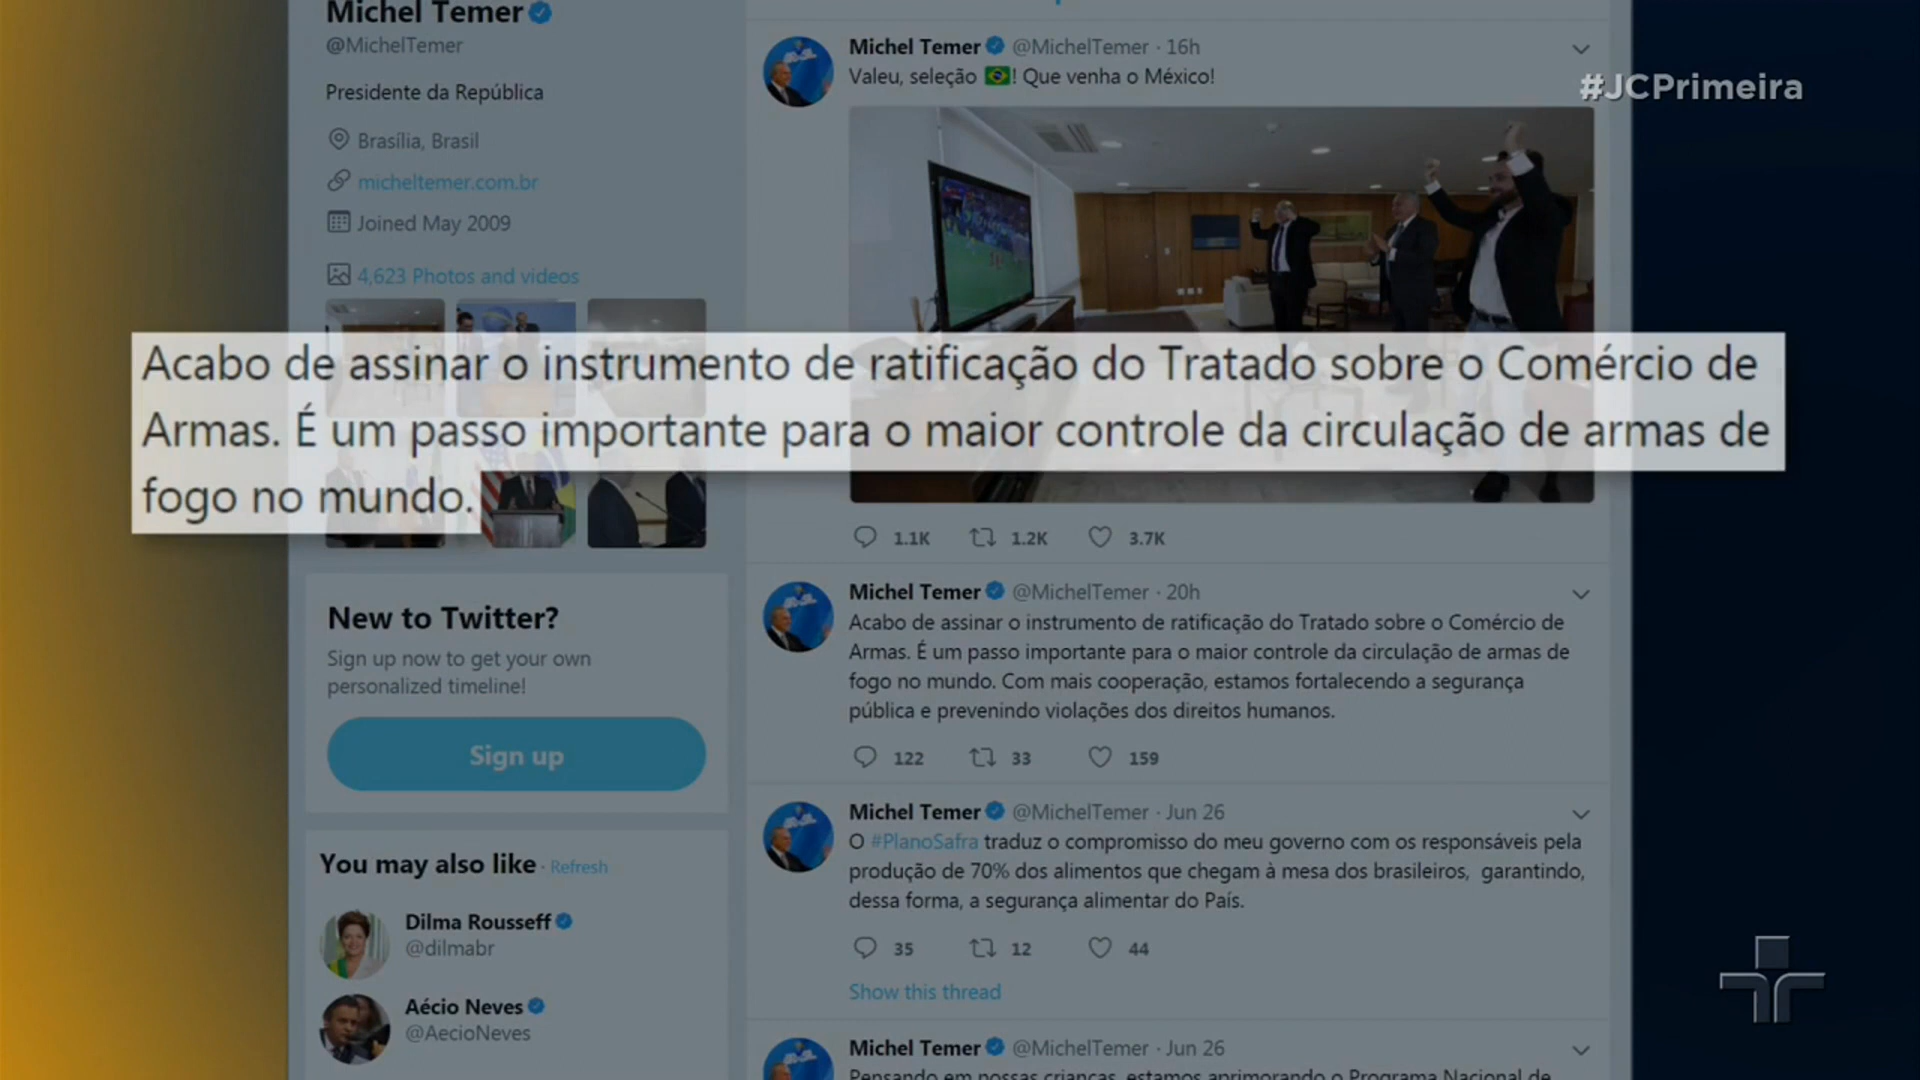 Michel Temer
@MichelTemer
Presidente da República
Brasília, Brasil
micheltemer.com.br
Joined May 2009
4,623 Photos and videos
Michel Temer @MichelTemer · 16h
Valeu, seleção 🇧🇷! Que venha o México!
#JCPrimeira
Acabo de assinar o instrumento de ratificação do Tratado sobre o Comércio de
Armas. É um passo importante para o maior controle da circulação de armas de
fogo no mundo.
1.1K 1.2K 3.7K
New to Twitter?
Sign up now to get your own
personalized timeline!
Sign up
You may also like · Refresh
Dilma Rousseff
@dilmabr
Aécio Neves
@AecioNeves
Michel Temer @MichelTemer · 20h
Acabo de assinar o instrumento de ratificação do Tratado sobre o Comércio de
Armas. É um passo importante para o maior controle da circulação de armas de
fogo no mundo. Com mais cooperação, estamos fortalecendo a segurança
pública e prevenindo violações dos direitos humanos.
122 33 159
Michel Temer @MichelTemer · Jun 26
O #PlanoSafra traduz o compromisso do meu governo com os responsáveis pela
produção de 70% dos alimentos que chegam à mesa dos brasileiros, garantindo,
dessa forma, a segurança alimentar do País.
35 12 44
Show this thread
Michel Temer @MichelTemer · Jun 26
Pensando em nossas crianças, estamos aprimorando o Programa Nacional de